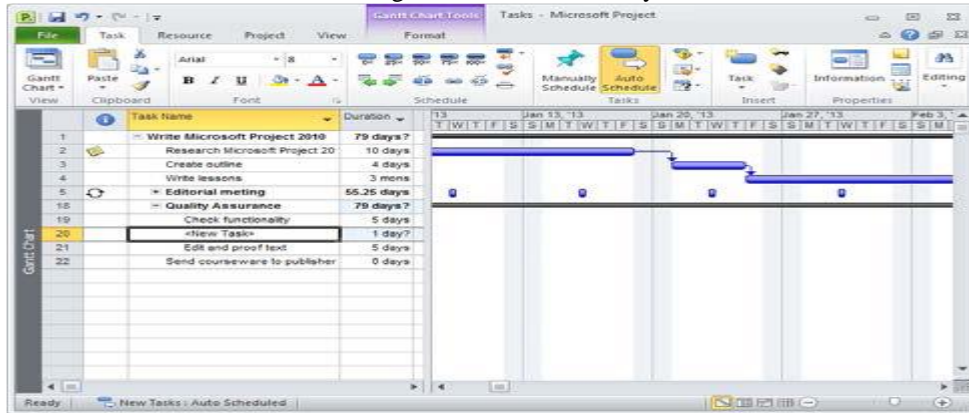 Gantt Chart Tools Tasks - Microsoft Project
File Task Resource Project View Format
Arial 8
Gantt Chart Paste B I U A Manually Schedule Auto Schedule Task Information Editing
View Clipboard Font Schedule Tasks Insert Properties
Task Name Duration '13 Jan 13, '13 Jan 20, '13 Jan 27, '13 Feb 3, '
T W T F S S M T W T F S S M T W T F S S M T W T F S S M
1 Write Microsoft Project 2010 79 days?
2 Research Microsoft Project 20 10 days
3 Create outline 4 days
4 Write lessons 3 mons
5 Editorial meting 55.25 days
18 Quality Assurance 79 days?
19 Check functionality 5 days
20 <New Task> 1 day?
21 Edit and proof text 5 days
22 Send courseware to publisher 0 days
Gantt Chart
Ready New Tasks : Auto Scheduled